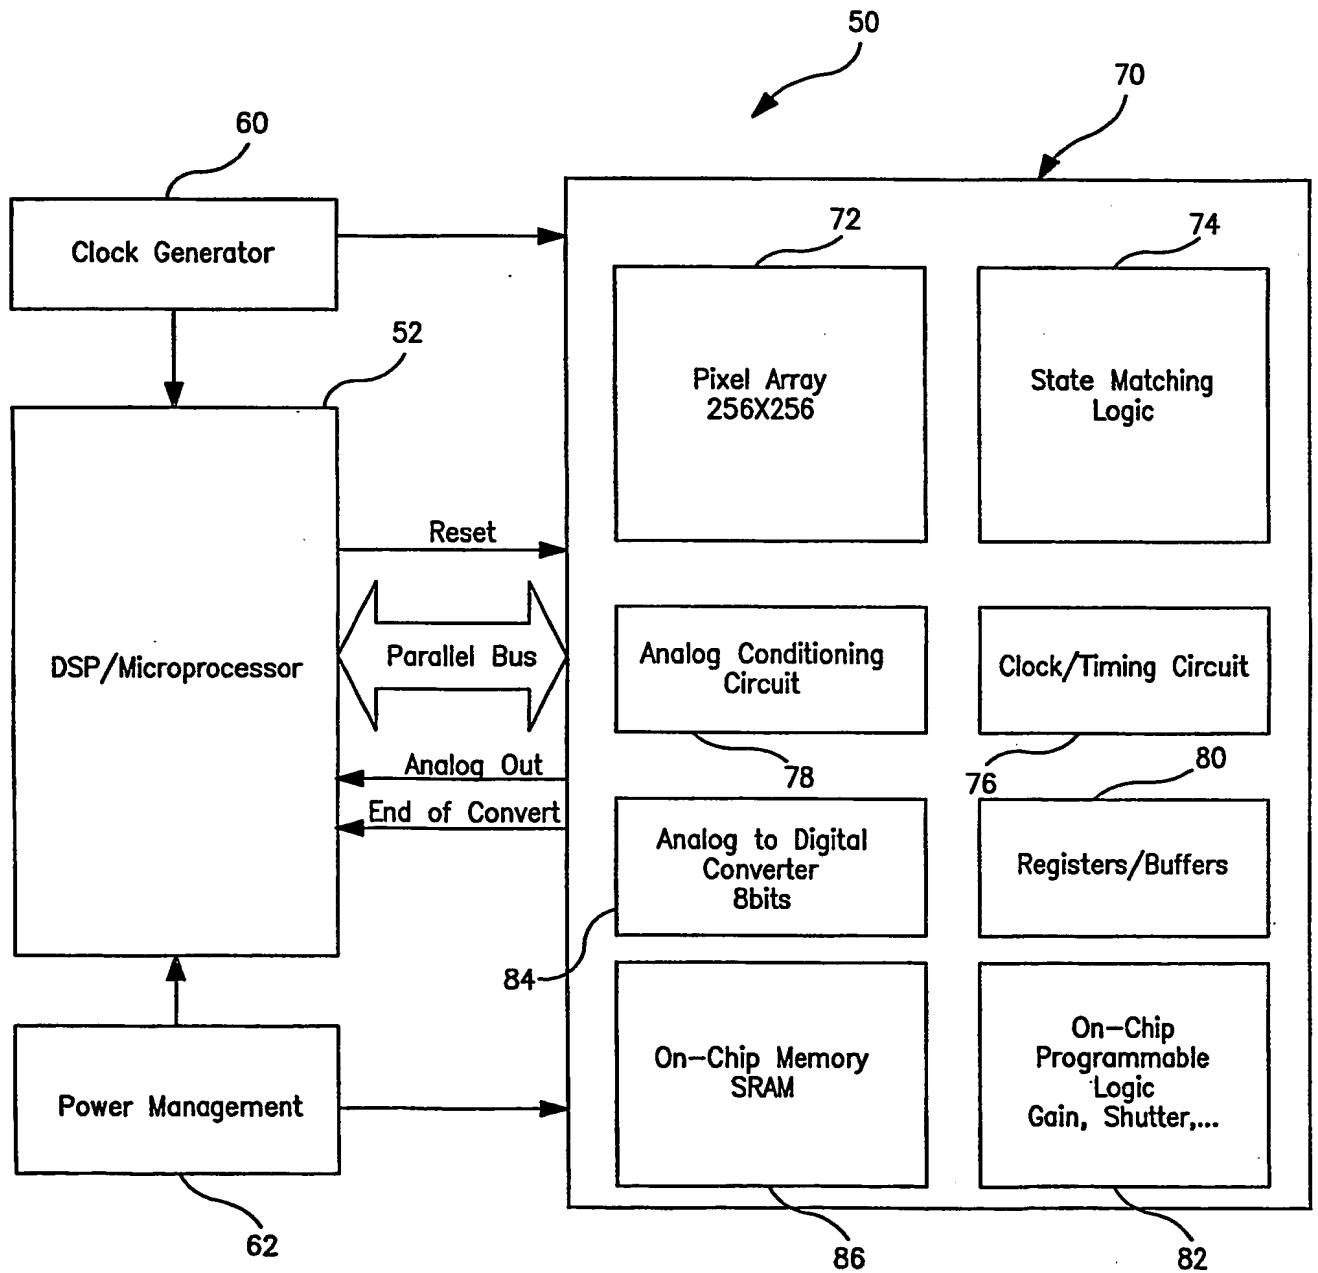 50
70
60
72
74
Clock Generator
52
Pixel Array
256X256
State Matching
Logic
Reset
Parallel Bus
DSP/Microprocessor
Analog Conditioning
Circuit
Clock/Timing Circuit
Analog Out
78
76
80
End of Convert
Analog to Digital
Converter
8bits
Registers/Buffers
84
On-Chip Memory
SRAM
On-Chip
Programmable
Logic
Gain, Shutter,...
Power Management
62
86
82